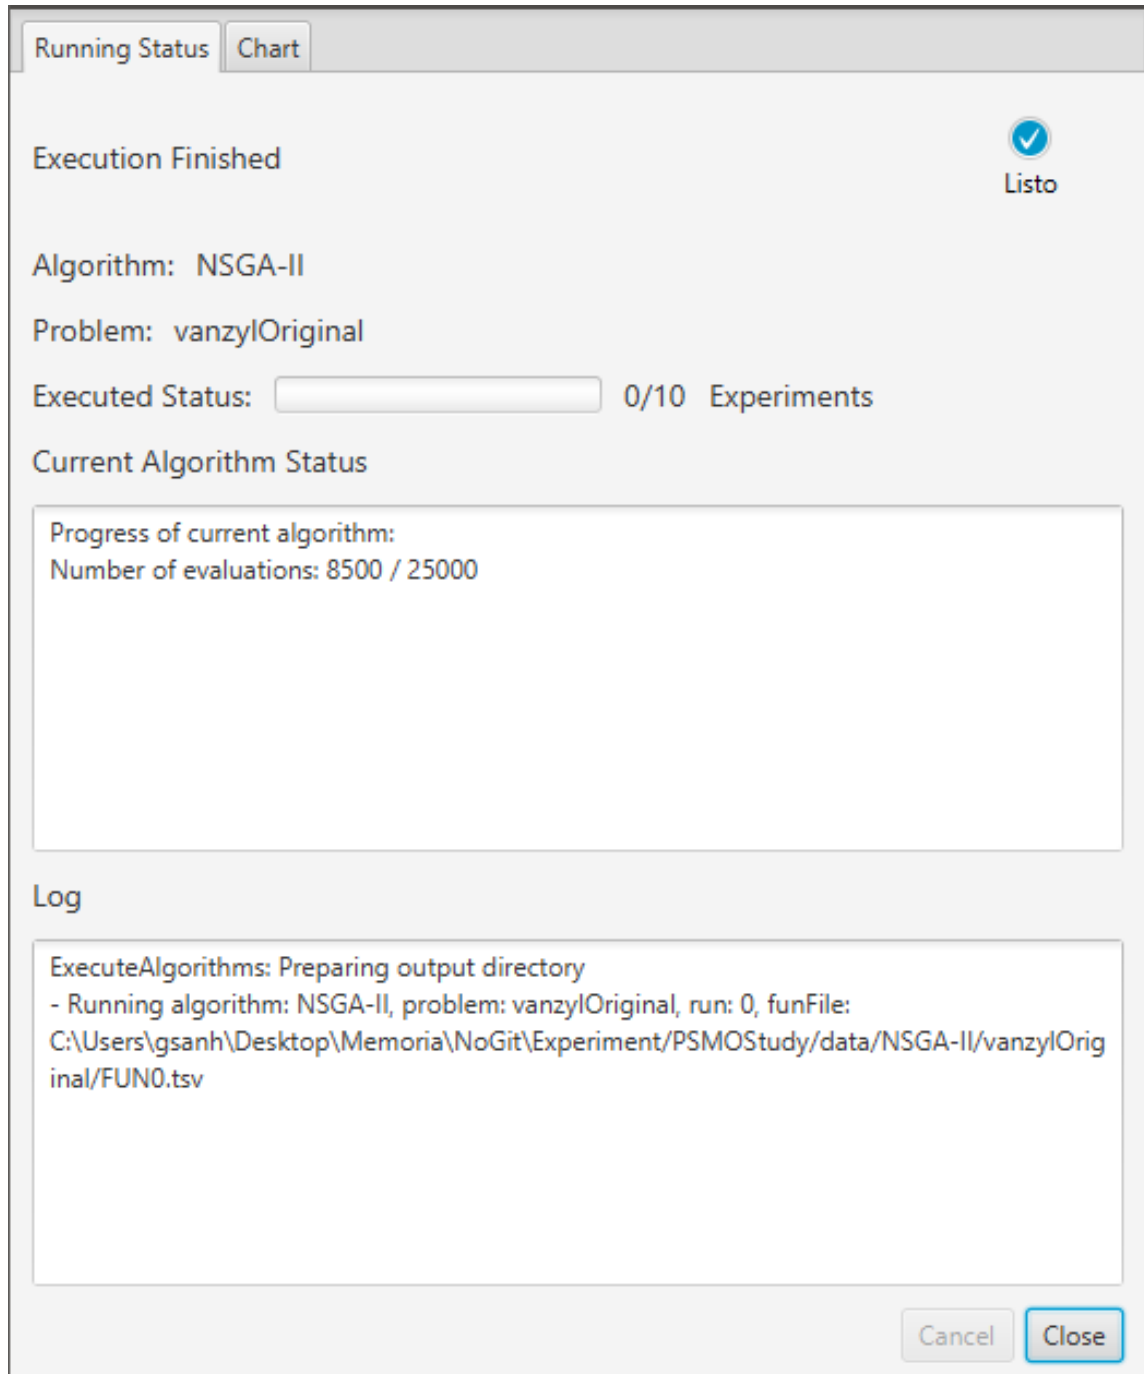 Running Status Chart
Execution Finished
Listo
Algorithm: NSGA-II
Problem: vanzylOriginal
Executed Status: 0/10 Experiments
Current Algorithm Status
Progress of current algorithm:
Number of evaluations: 8500 / 25000
Log
ExecuteAlgorithms: Preparing output directory
- Running algorithm: NSGA-II, problem: vanzylOriginal, run: 0, funFile:
C:\Users\gsanh\Desktop\Memoria\NoGit\Experiment/PSMOStudy/data/NSGA-II/vanzylOrig
inal/FUN0.tsv
Cancel Close